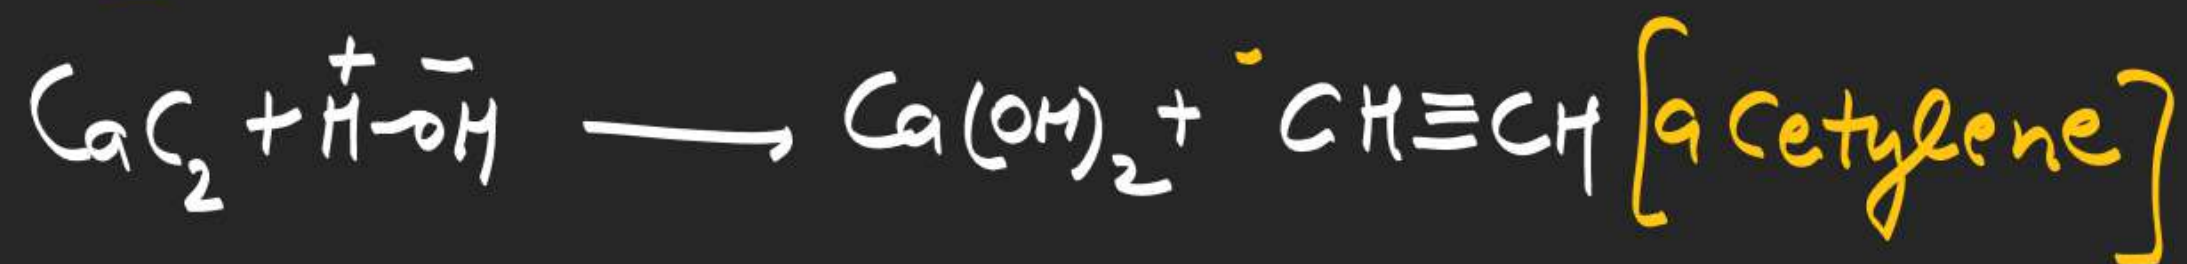 CaC₂ + H⁺-OH⁻ ⟶ Ca(OH)₂ + CH≡CH [acetylene]